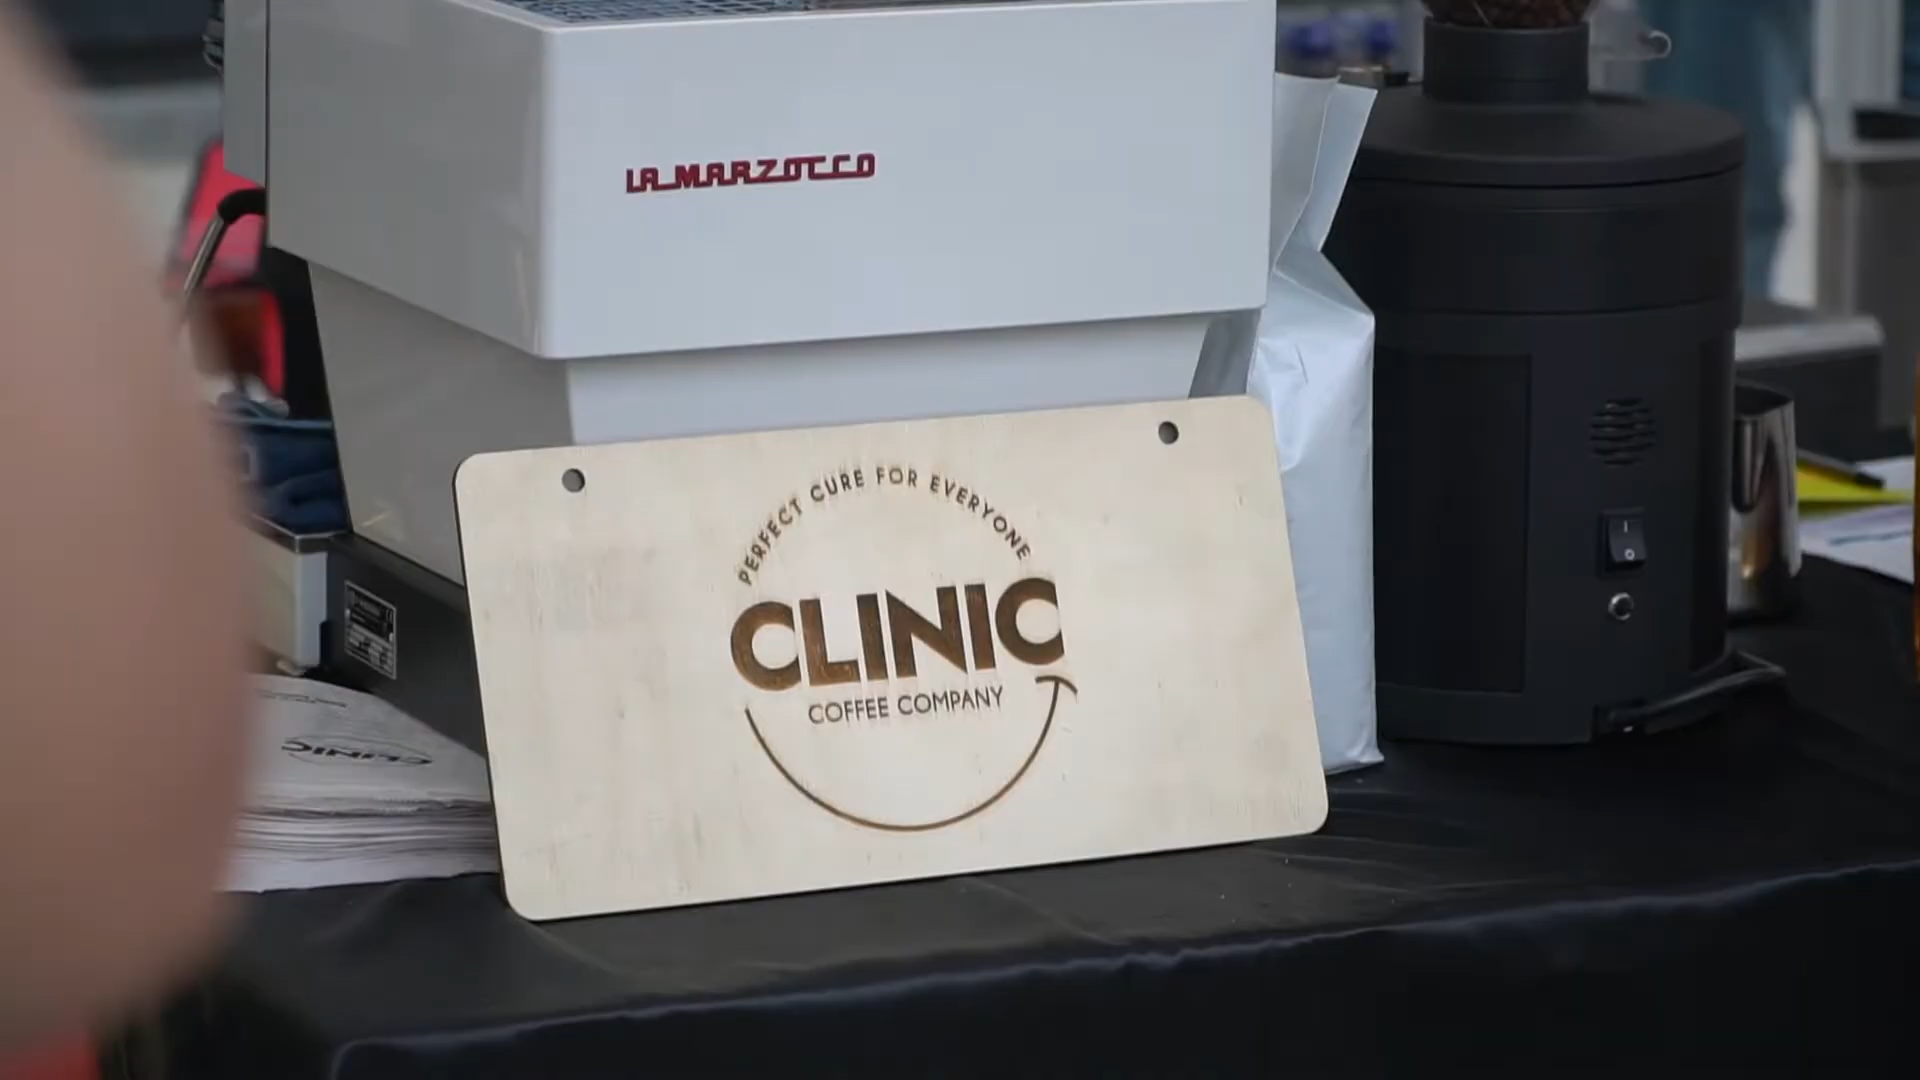 LA MARZOCCO
PERFECT CURE FOR EVERYONE
CLINIC
COFFEE COMPANY
CLINIC